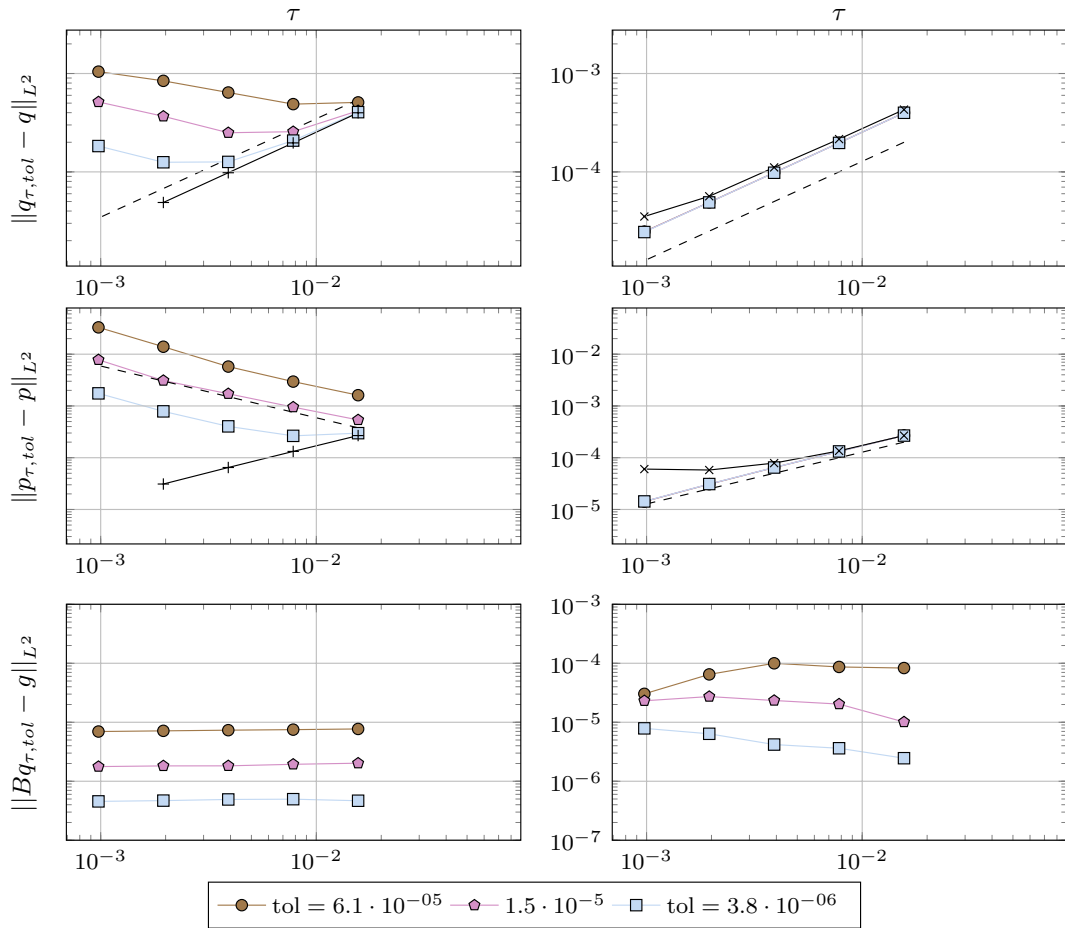 τ τ
||q_{τ,tol} − q||_{L^2}
10^{−3}
10^{−4}
10^{−3} 10^{−2} 10^{−3} 10^{−2}
||p_{τ,tol} − p||_{L^2}
10^{−2}
10^{−3}
10^{−4}
10^{−5}
10^{−3} 10^{−2} 10^{−3} 10^{−2}
||Bq_{τ,tol} − g||_{L^2}
10^{−3}
10^{−4}
10^{−5}
10^{−6}
10^{−7}
10^{−3} 10^{−2} 10^{−3} 10^{−2}
tol = 6.1 · 10^{−05} 1.5 · 10^{−5} tol = 3.8 · 10^{−06}